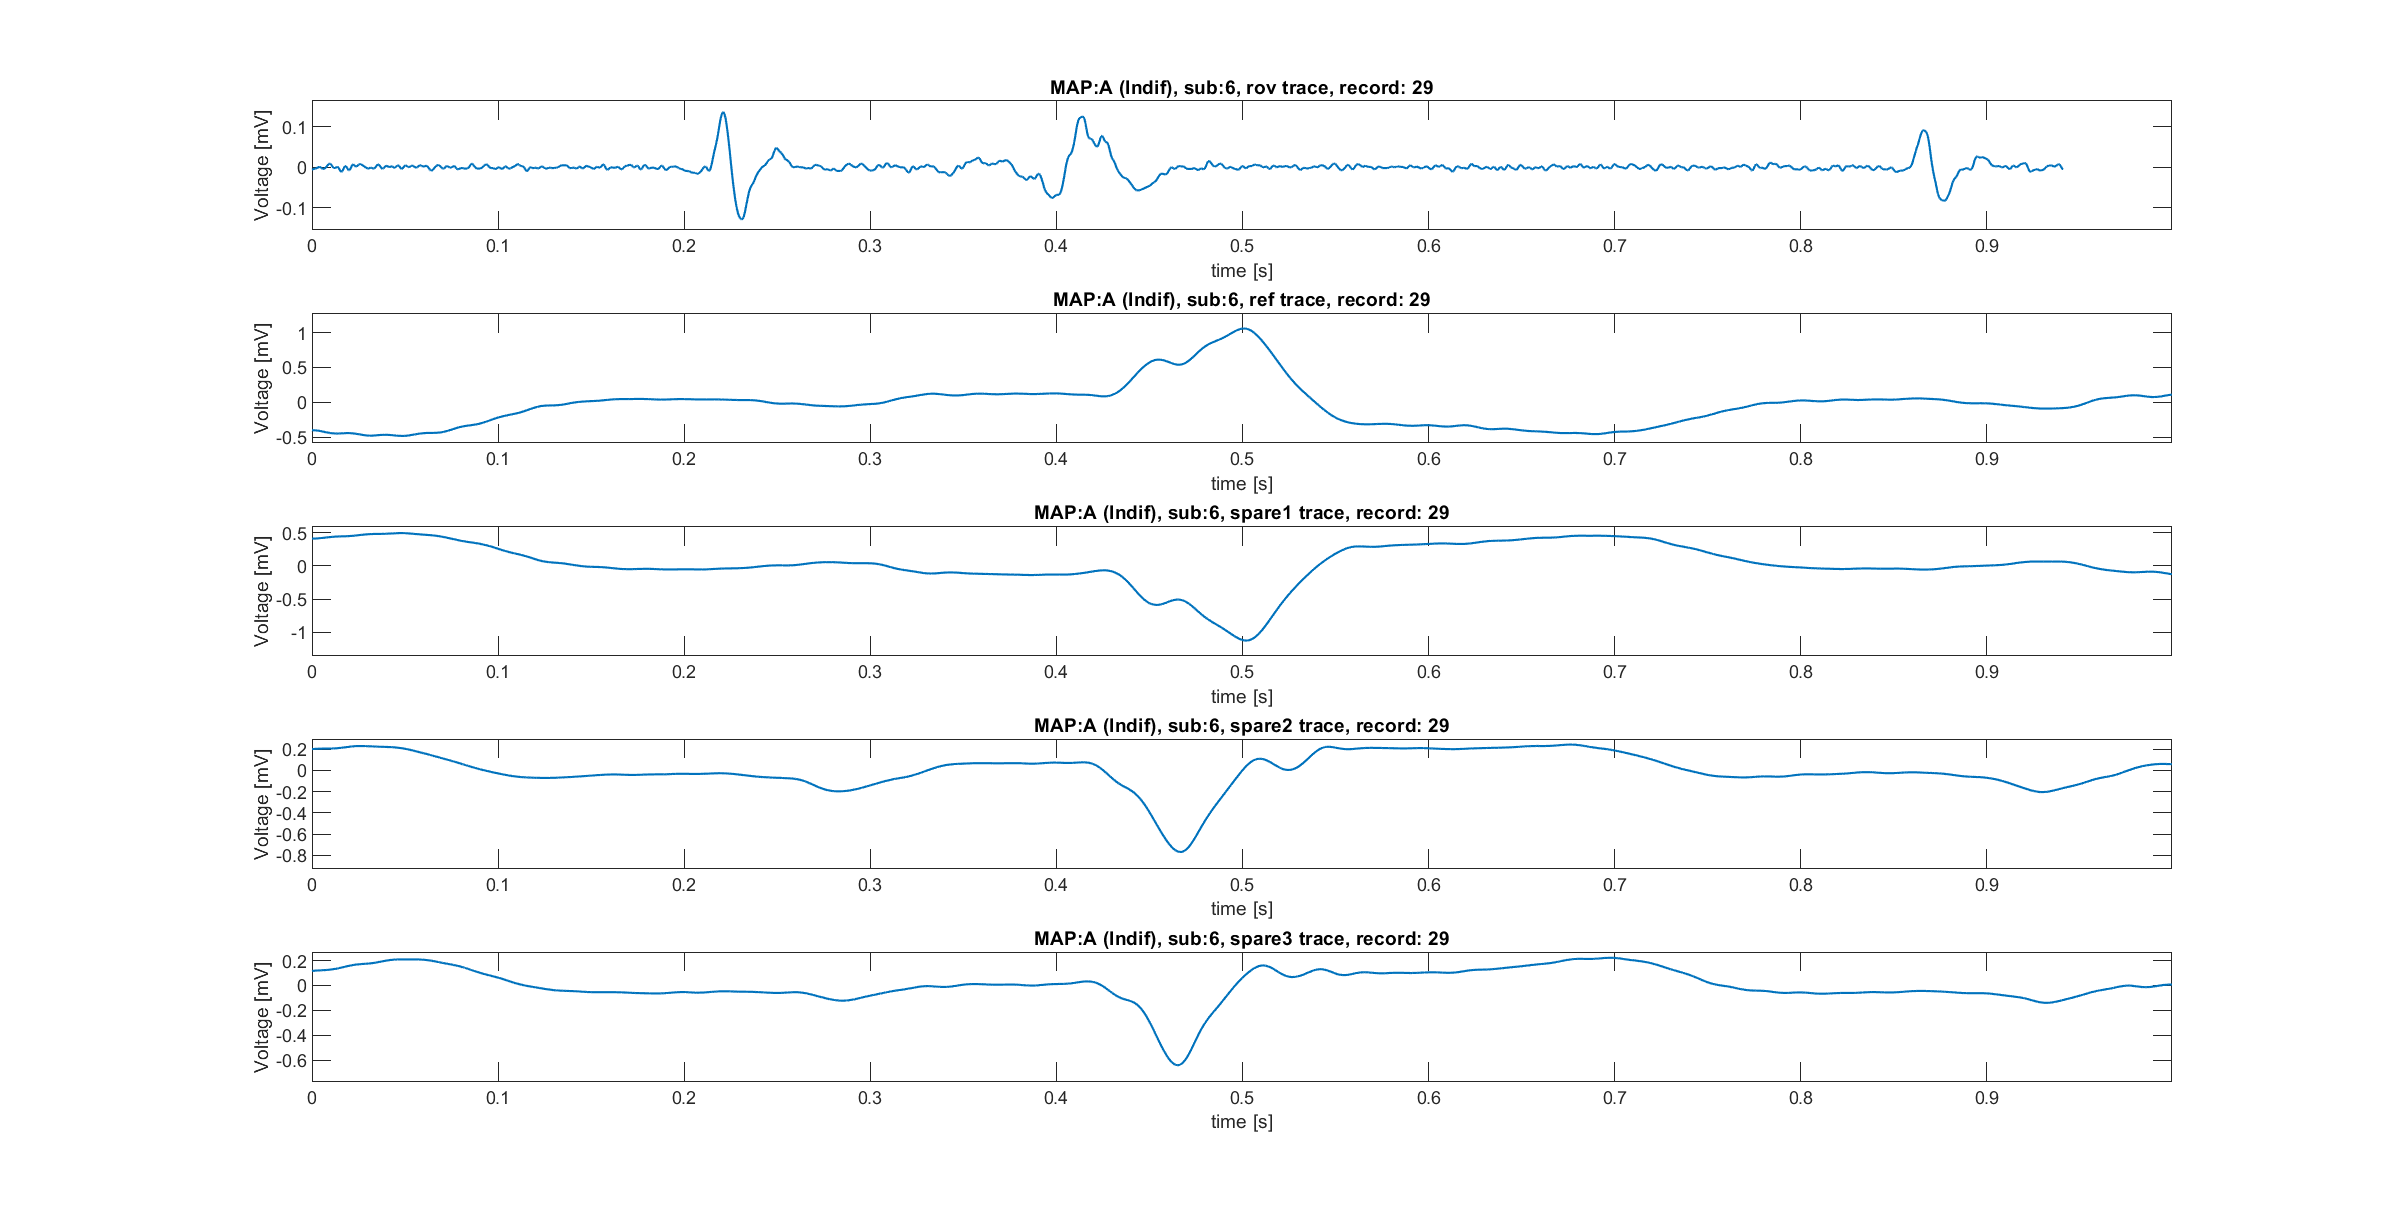 MAP:A (Indif), sub:6, rov trace, record: 29
Voltage [mV]
0.1
0
-0.1
0 0.1 0.2 0.3 0.4 0.5 0.6 0.7 0.8 0.9
time [s]
MAP:A (Indif), sub:6, ref trace, record: 29
Voltage [mV]
1
0.5
0
-0.5
0 0.1 0.2 0.3 0.4 0.5 0.6 0.7 0.8 0.9
time [s]
MAP:A (Indif), sub:6, spare1 trace, record: 29
Voltage [mV]
0.5
0
-0.5
-1
0 0.1 0.2 0.3 0.4 0.5 0.6 0.7 0.8 0.9
time [s]
MAP:A (Indif), sub:6, spare2 trace, record: 29
Voltage [mV]
0.2
0
-0.2
-0.4
-0.6
-0.8
0 0.1 0.2 0.3 0.4 0.5 0.6 0.7 0.8 0.9
time [s]
MAP:A (Indif), sub:6, spare3 trace, record: 29
Voltage [mV]
0.2
0
-0.2
-0.4
-0.6
0 0.1 0.2 0.3 0.4 0.5 0.6 0.7 0.8 0.9
time [s]